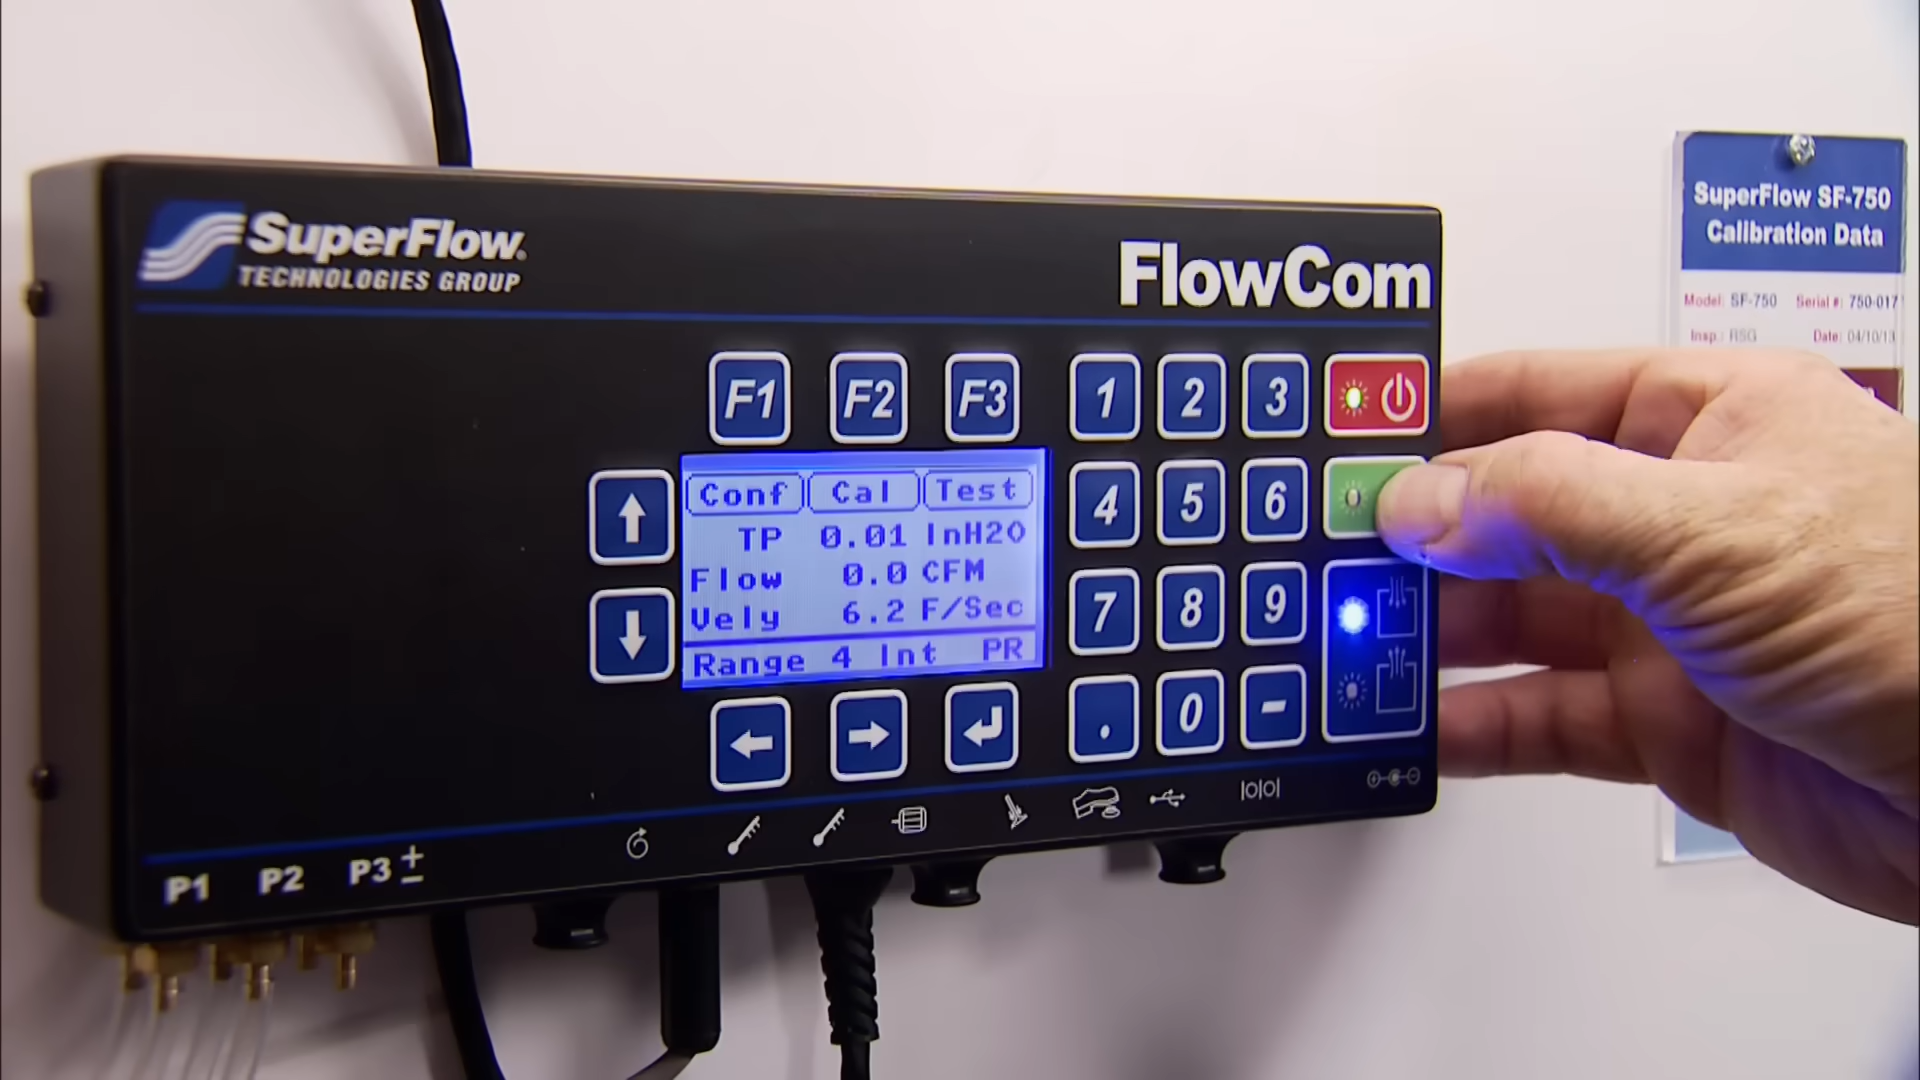 SuperFlow.
TECHNOLOGIES GROUP
FlowCom
F1 F2 F3
1 2 3
4 5 6
7 8 9
. 0 -
Conf Cal Test
TP 0.01 InH2O
Flow 0.0 CFM
Vely 6.2 F/Sec
Range 4 Int PR
P1 P2 P3 + −
|O|O|
SuperFlow SF-750
Calibration Data
Model: SF-750 Serial #: 750-017
Insp.: RSG Date: 04/10/13